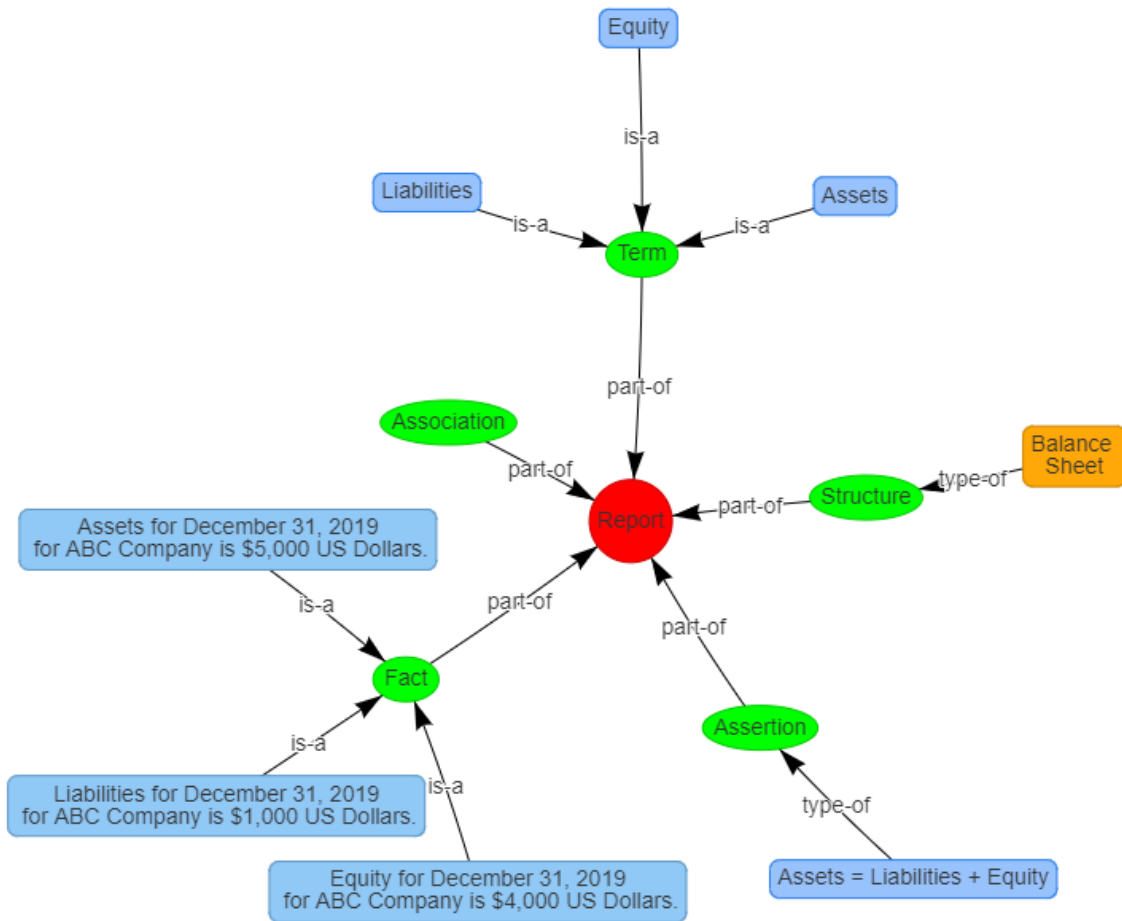 Equity
is-a
Liabilities
Assets
is-a
is-a
Term
part-of
Association
Balance
Sheet
part-of
type-of
Structure
part-of
Report
Assets for December 31, 2019
for ABC Company is $5,000 US Dollars.
is-a
part-of
part-of
Fact
Assertion
is-a
is-a
Liabilities for December 31, 2019
for ABC Company is $1,000 US Dollars.
type-of
Equity for December 31, 2019
for ABC Company is $4,000 US Dollars.
Assets = Liabilities + Equity